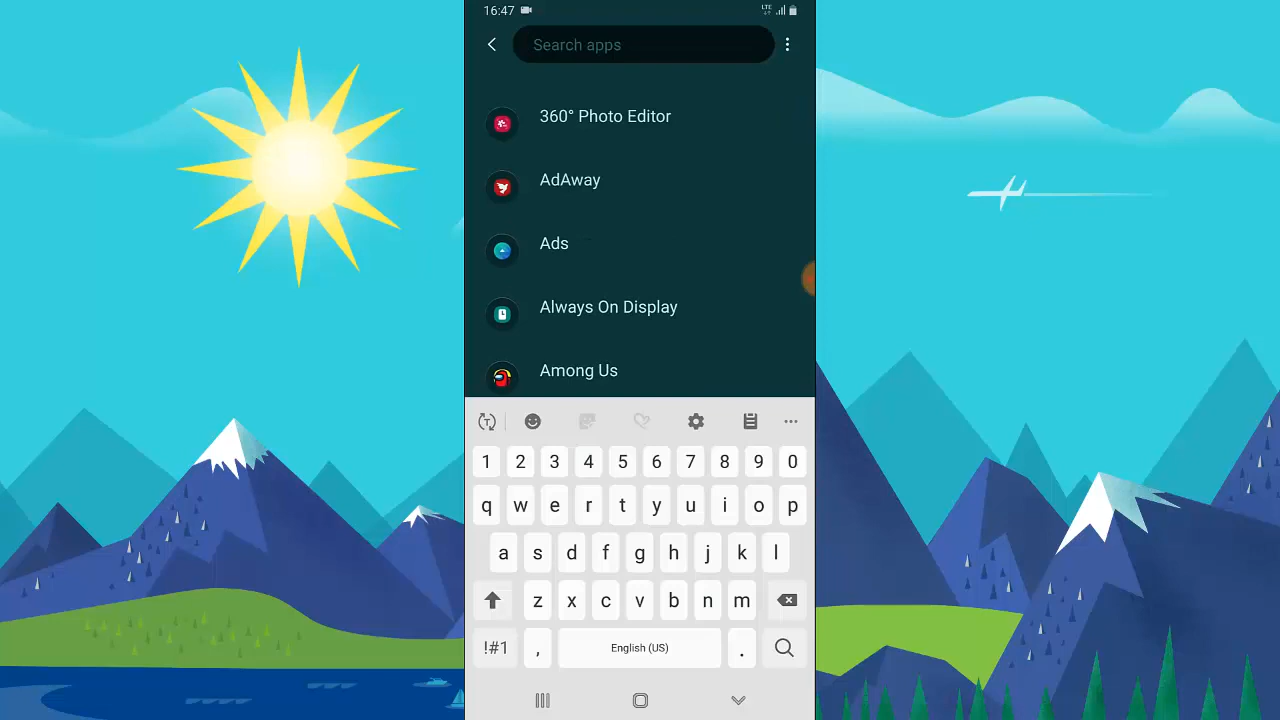 16:47
LTE
Search apps
360° Photo Editor
AdAway
Ads
Always On Display
Among Us
T
1 2 3 4 5 6 7 8 9 0
q w e r t y u i o p
a s d f g h j k l
z x c v b n m
!#1 , English (US) .